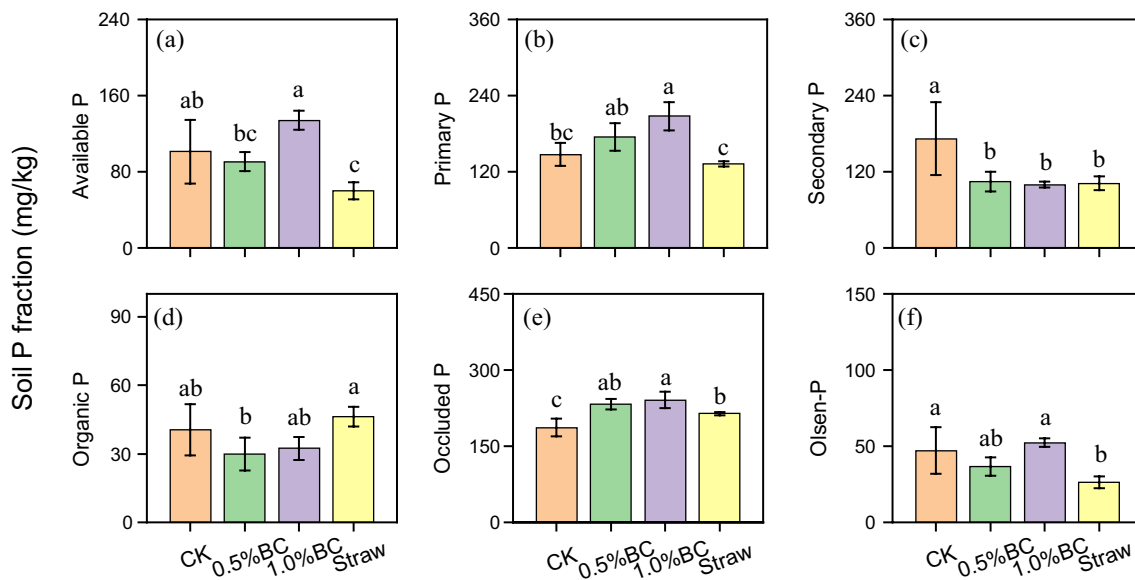 Soil P fraction (mg/kg)
(a)
Available P
240
160
80
0
ab
bc
a
c
(b)
Primary P
360
240
120
0
bc
ab
a
c
(c)
Secondary P
360
240
120
0
a
b
b
b
(d)
Organic P
90
60
30
0
ab
b
ab
a
CK
0.5%BC
1.0%BC
Straw
(e)
Occluded P
450
300
150
0
c
ab
a
b
CK
0.5%BC
1.0%BC
Straw
(f)
Olsen-P
150
100
50
0
a
ab
a
b
CK
0.5%BC
1.0%BC
Straw